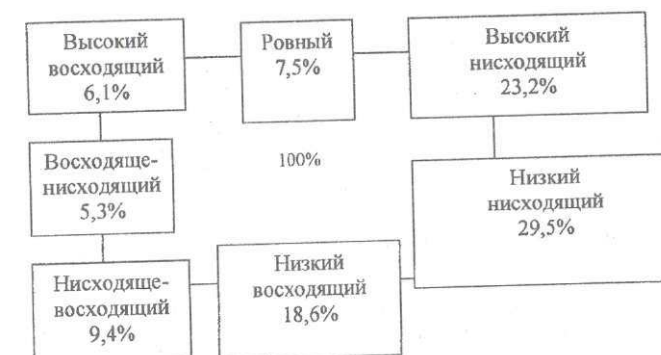 Высокий
восходящий
6,1%
Ровный
7,5%
Высокий
нисходящий
23,2%
Восходяще-
нисходящий
5,3%
100%
Низкий
нисходящий
29,5%
Нисходяще-
восходящий
9,4%
Низкий
восходящий
18,6%